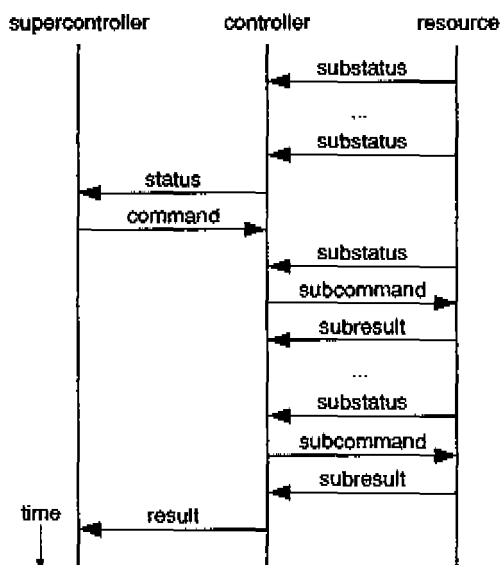 supercontroller controller resource
substatus
...
substatus
status
command
substatus
subcommand
subresult
...
substatus
subcommand
subresult
time result